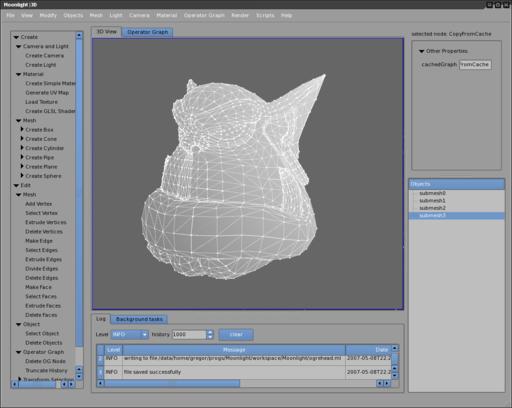 Moonlight|3D
File View Modify Objects Mesh Light Camera Material Operator Graph Render Scripts Help
Create
Camera and Light
Create Camera
Create Light
Material
Create Simple Mater
Generate UV Map
Load Texture
Create GLSL Shader
Mesh
Create Box
Create Cone
Create Cylinder
Create Pipe
Create Plane
Create Sphere
Edit
Mesh
Add Vertex
Select Vertex
Extrude Vertices
Delete Vertices
Make Edge
Select Edges
Extrude Edges
Divide Edges
Delete Edges
Make Face
Select Faces
Extrude Faces
Delete Faces
Object
Select Object
Delete Objects
Operator Graph
Delete OG Node
Truncate History
Transform Selection
3D View Operator Graph
Log Background tasks
Level INFO history 1000 clear
Level Message Date
INFO writing to file:/data/home/gregor/progs/Moonlight/workspace/Moonlight/ogrehead.ml 2007-05-08T22:2
INFO file saved successfully 2007-05-08T22:2
selected node: CopyFromCache
Other Properties
cachedGraph: FromCache
Objects
submesh0
submesh1
submesh2
submesh3